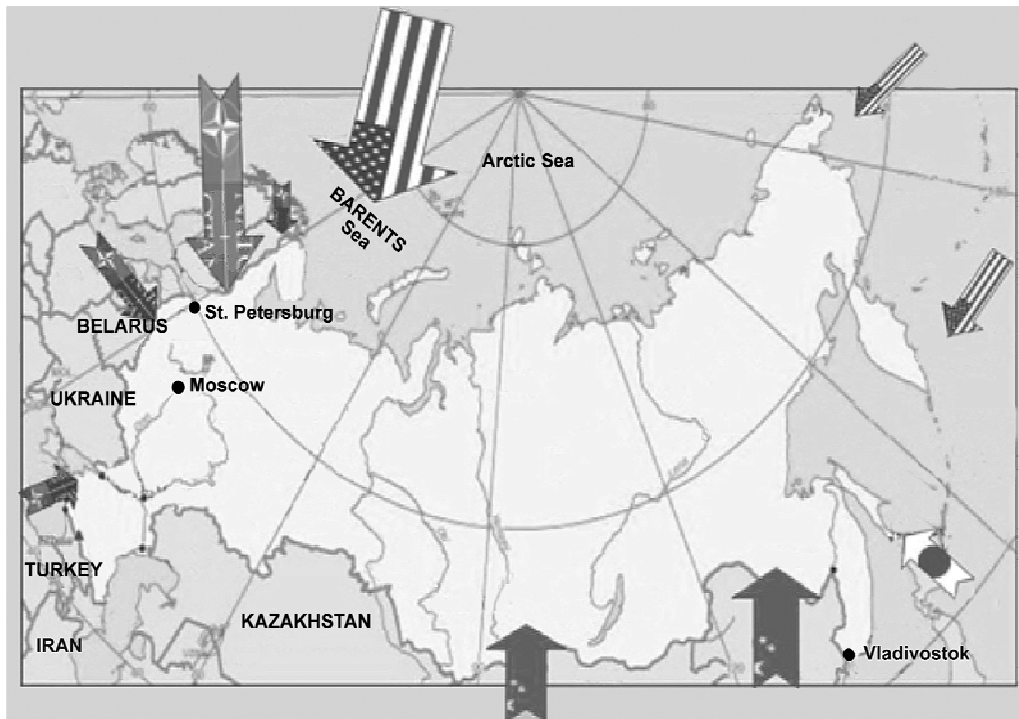 Arctic Sea
BARENTS
Sea
St. Petersburg
BELARUS
Moscow
UKRAINE
TURKEY
KAZAKHSTAN
IRAN
Vladivostok